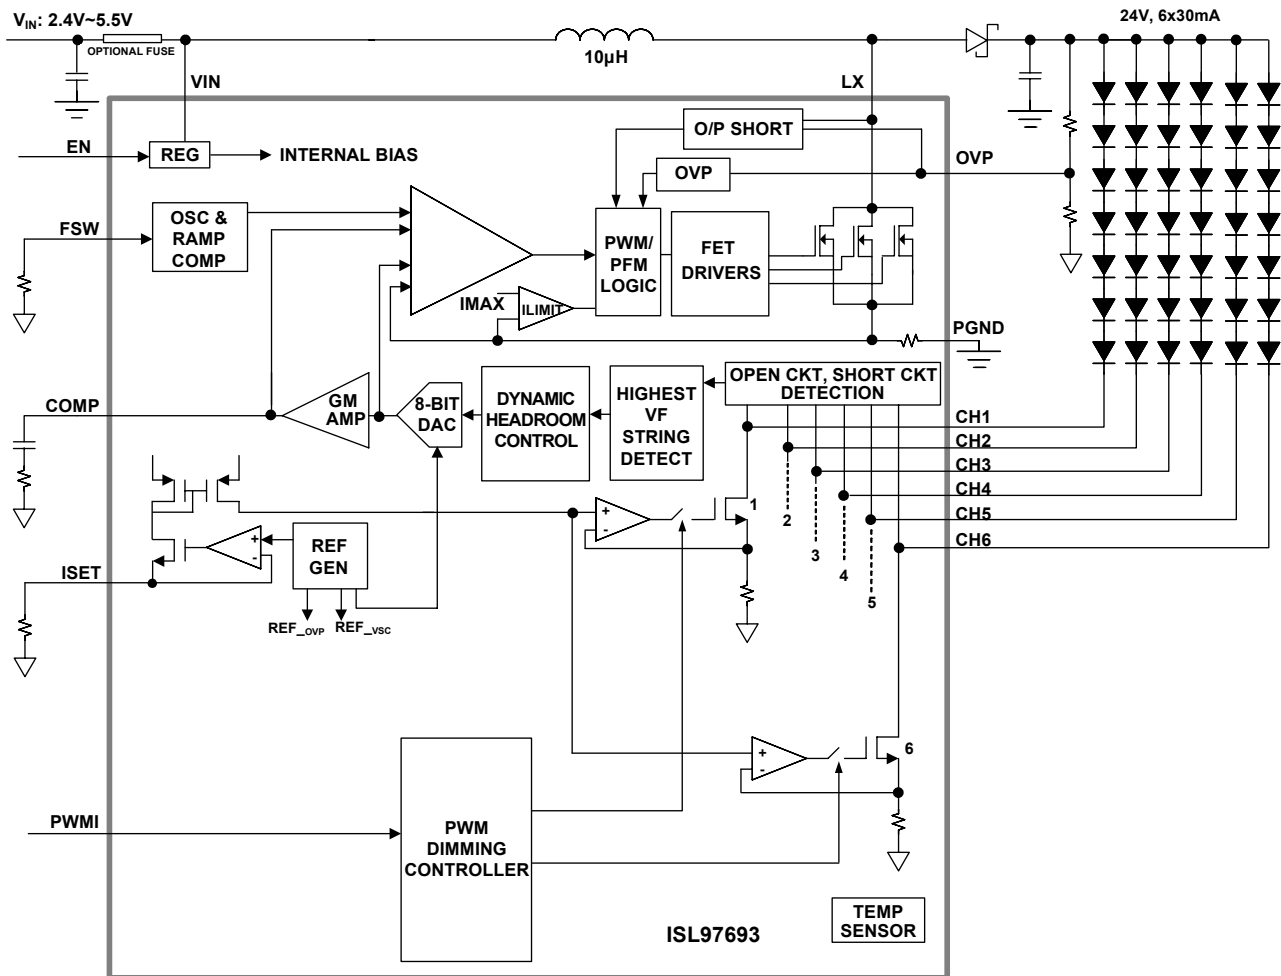 VIN: 2.4V~5.5V
OPTIONAL FUSE
10µH
24V, 6x30mA
VIN
LX
O/P SHORT
EN
REG
INTERNAL BIAS
OVP
OVP
FSW
OSC &
RAMP
COMP
PWM/
PFM
LOGIC
FET
DRIVERS
IMAX
ILIMIT
PGND
COMP
GM
AMP
8-BIT
DAC
DYNAMIC
HEADROOM
CONTROL
HIGHEST
VF
STRING
DETECT
OPEN CKT, SHORT CKT
DETECTION
CH1
CH2
CH3
CH4
CH5
CH6
+
-
1
2
3
4
5
ISET
+
-
REF
GEN
REF_OVP
REF_VSC
+
-
6
PWMI
PWM
DIMMING
CONTROLLER
TEMP
SENSOR
ISL97693